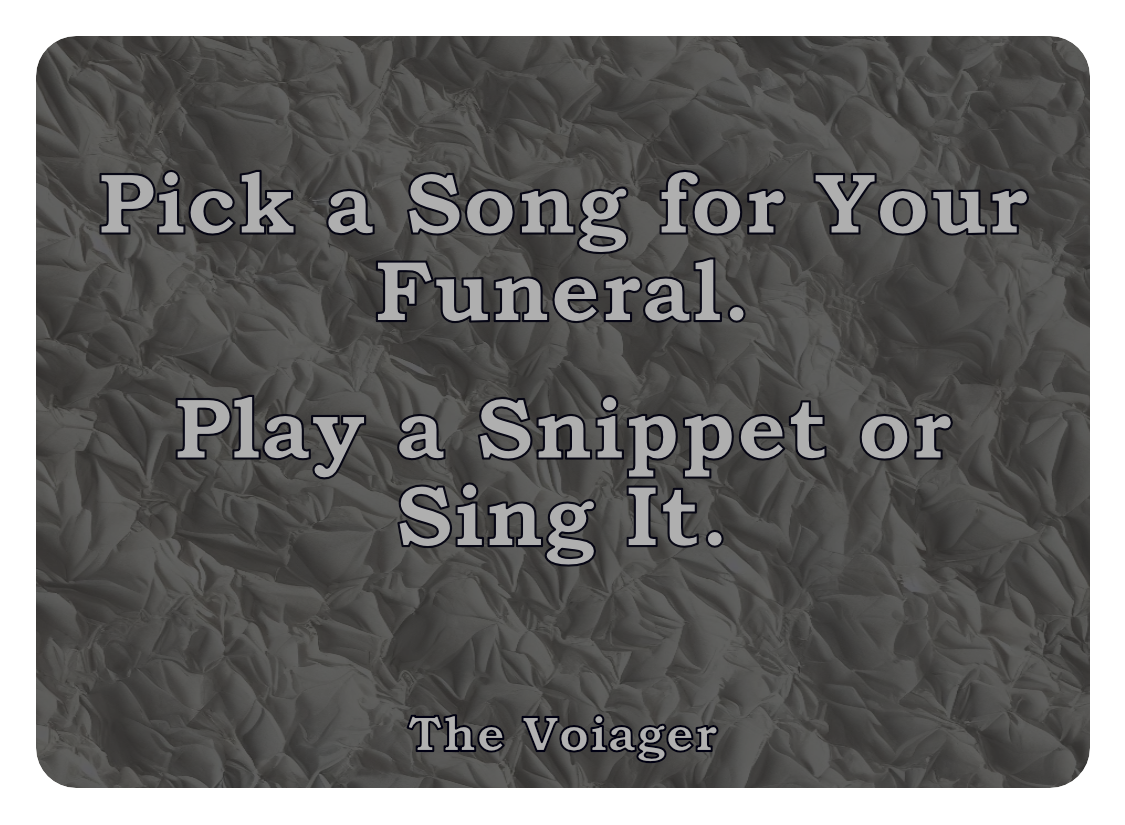 Pick a Song for Your
Funeral.
Play a Snippet or
Sing It.
The Voiager